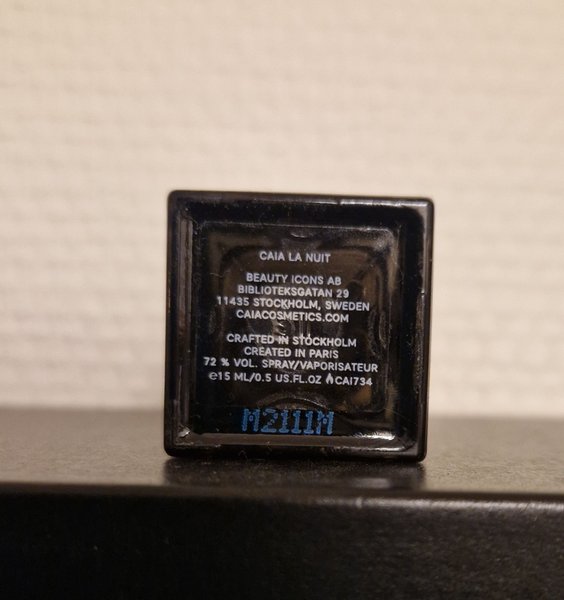 CAIA LA NUIT
BEAUTY ICONS AB
BIBLIOTEKSGATAN 29
11435 STOCKHOLM, SWEDEN
CAIACOSMETICS.COM
CRAFTED IN STOCKHOLM
CREATED IN PARIS
72 % VOL. SPRAY/VAPORISATEUR
℮15 ML/0.5 US.FL.OZ CAI734
M2111M